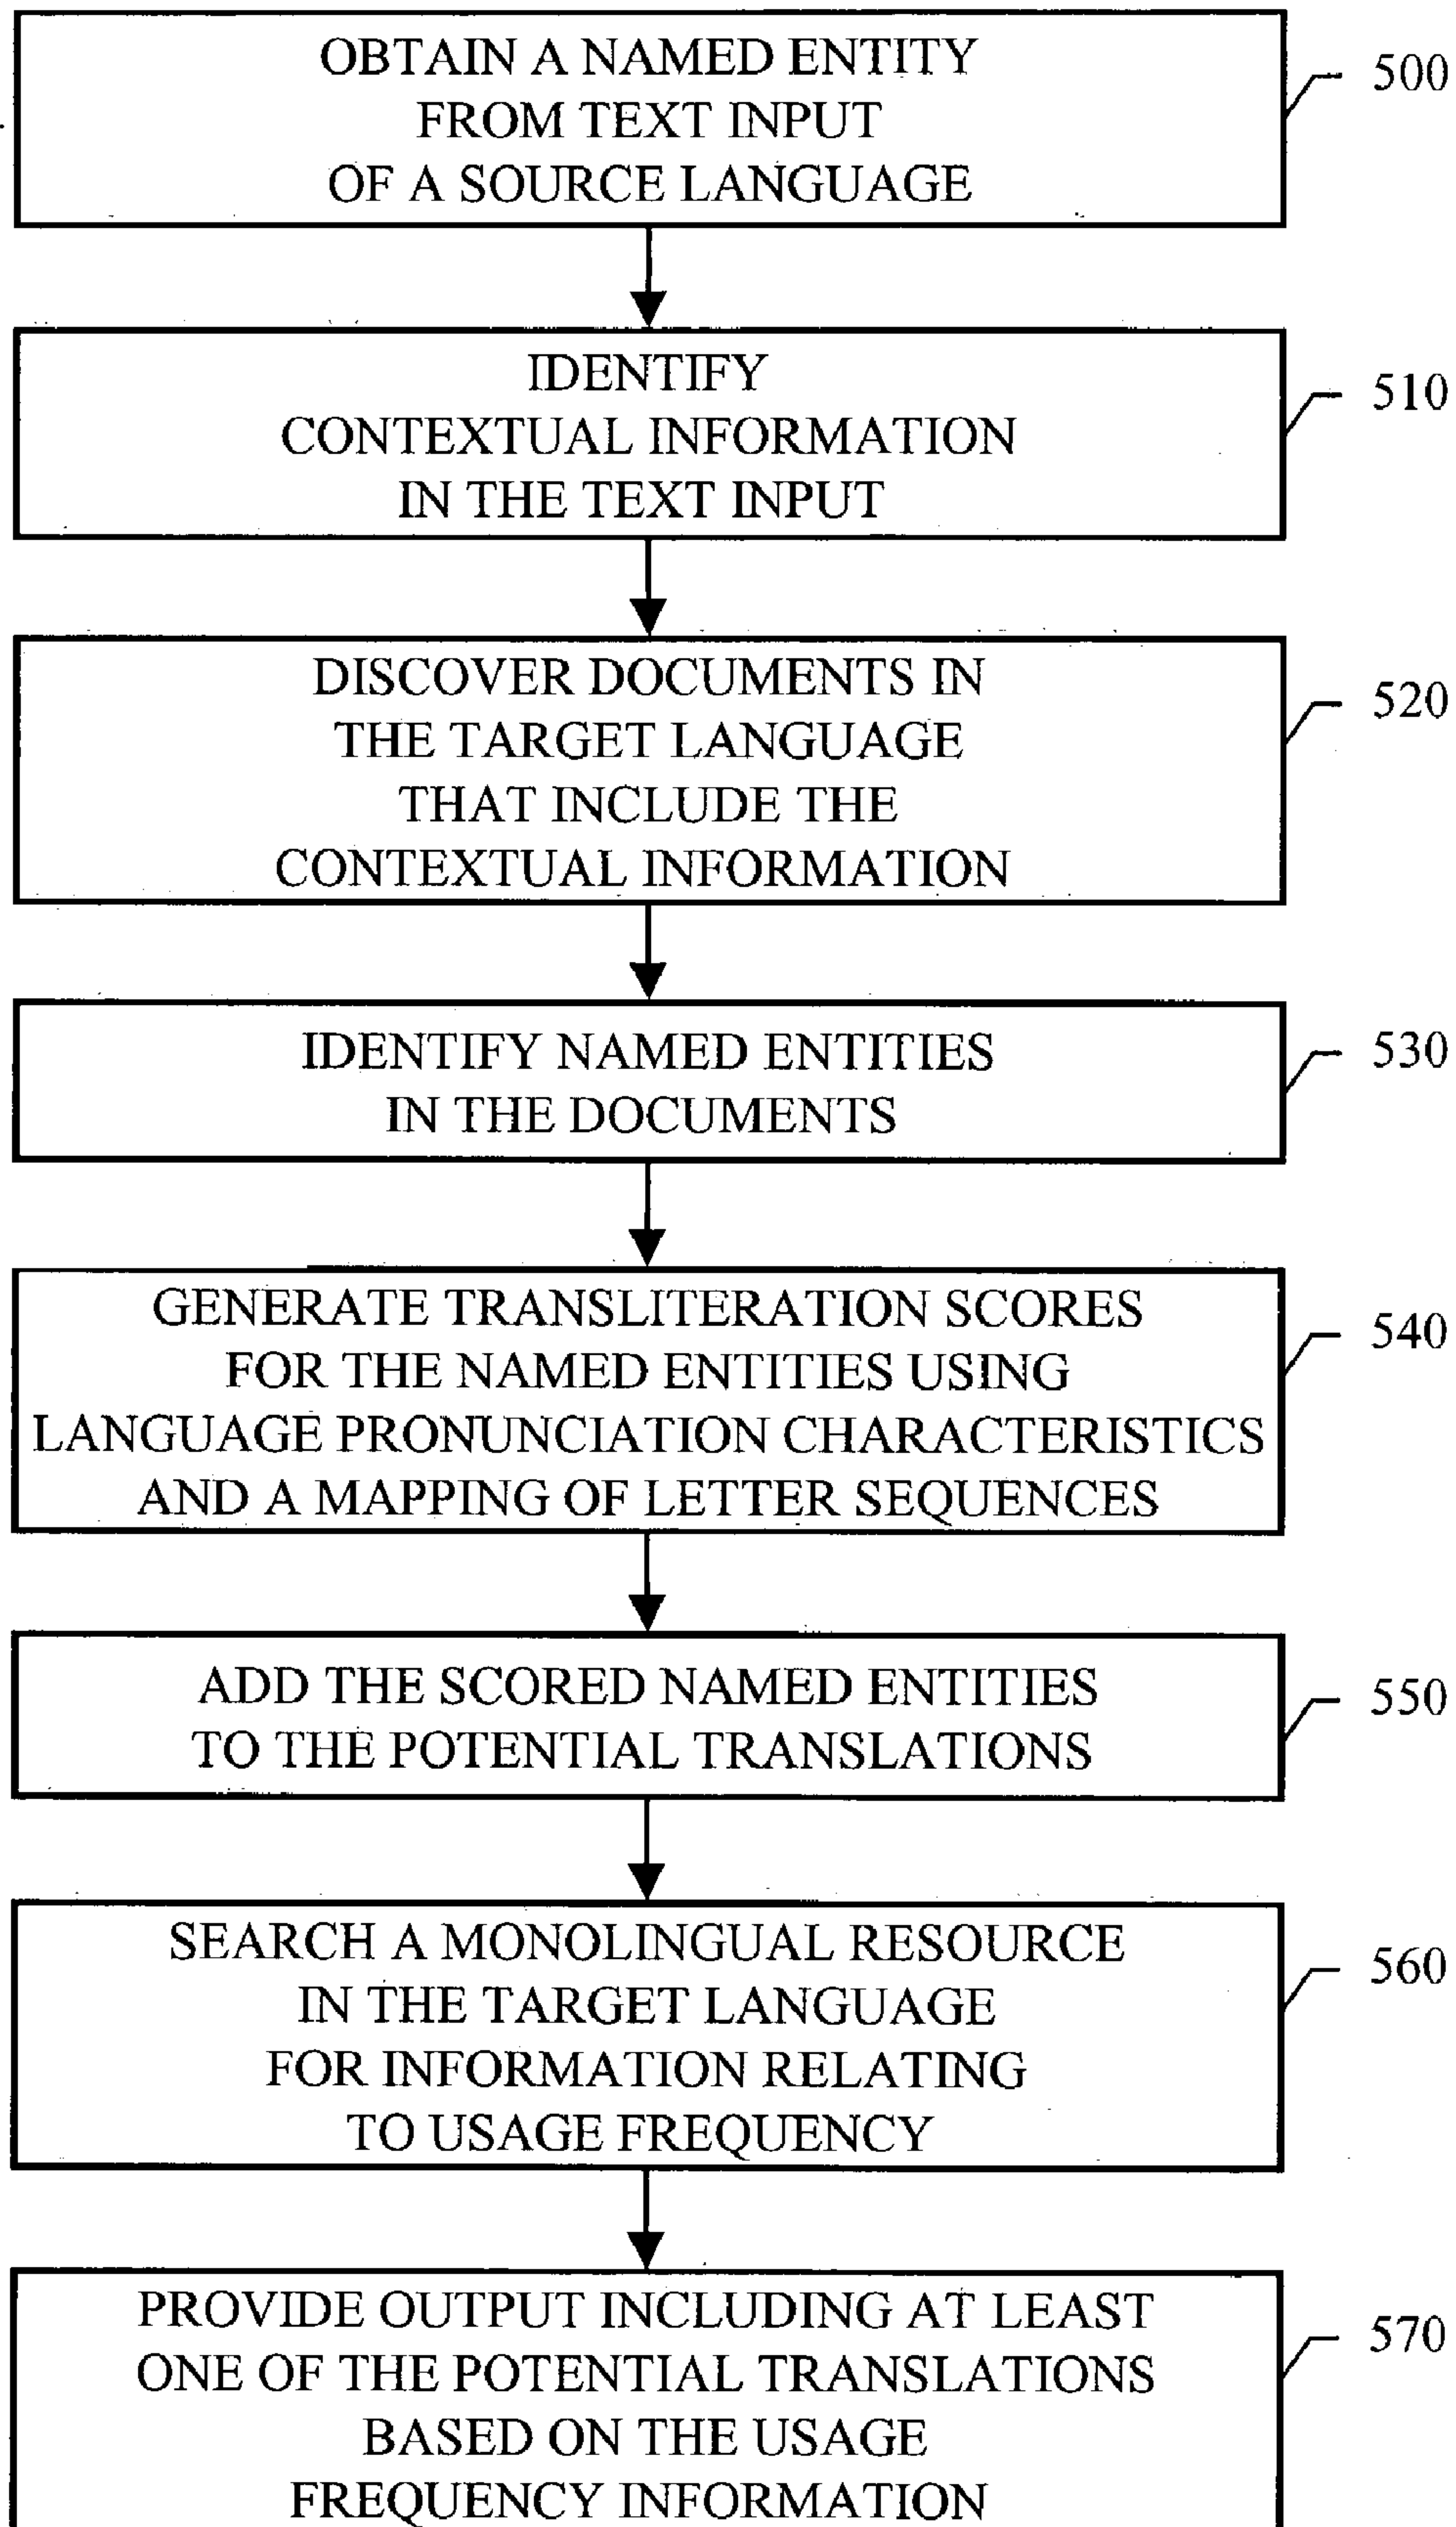 OBTAIN A NAMED ENTITY
FROM TEXT INPUT
OF A SOURCE LANGUAGE
500
IDENTIFY
CONTEXTUAL INFORMATION
IN THE TEXT INPUT
510
DISCOVER DOCUMENTS IN
THE TARGET LANGUAGE
THAT INCLUDE THE
CONTEXTUAL INFORMATION
520
IDENTIFY NAMED ENTITIES
IN THE DOCUMENTS
530
GENERATE TRANSLITERATION SCORES
FOR THE NAMED ENTITIES USING
LANGUAGE PRONUNCIATION CHARACTERISTICS
AND A MAPPING OF LETTER SEQUENCES
540
ADD THE SCORED NAMED ENTITIES
TO THE POTENTIAL TRANSLATIONS
550
SEARCH A MONOLINGUAL RESOURCE
IN THE TARGET LANGUAGE
FOR INFORMATION RELATING
TO USAGE FREQUENCY
560
PROVIDE OUTPUT INCLUDING AT LEAST
ONE OF THE POTENTIAL TRANSLATIONS
BASED ON THE USAGE
FREQUENCY INFORMATION
570